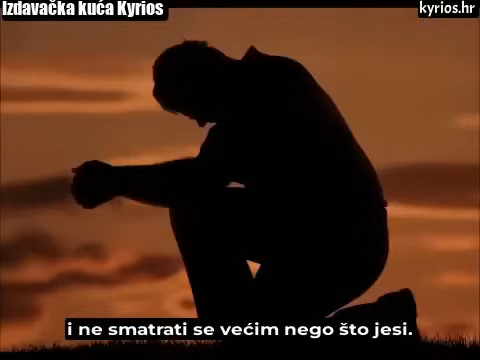 Izdavačka kuća Kyrios
kyrios.hr
i ne smatrati se većim nego što jesi.